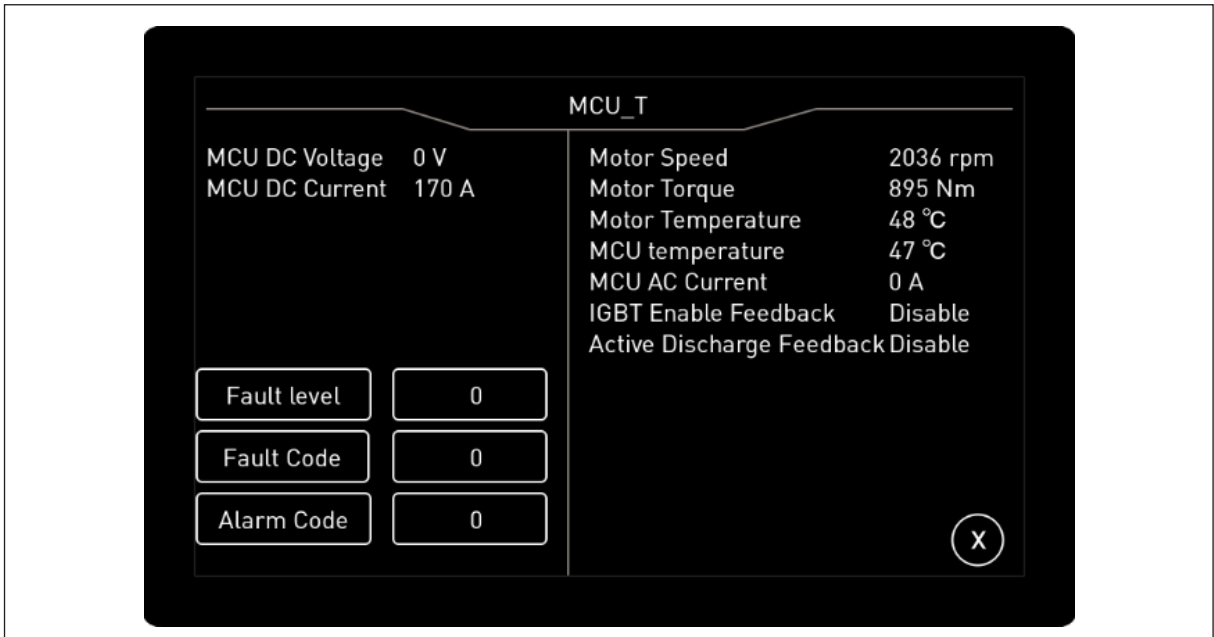 MCU_T
MCU DC Voltage 0 V
MCU DC Current 170 A
Fault level 0
Fault Code 0
Alarm Code 0
Motor Speed 2036 rpm
Motor Torque 895 Nm
Motor Temperature 48 ℃
MCU temperature 47 ℃
MCU AC Current 0 A
IGBT Enable Feedback Disable
Active Discharge Feedback Disable
X